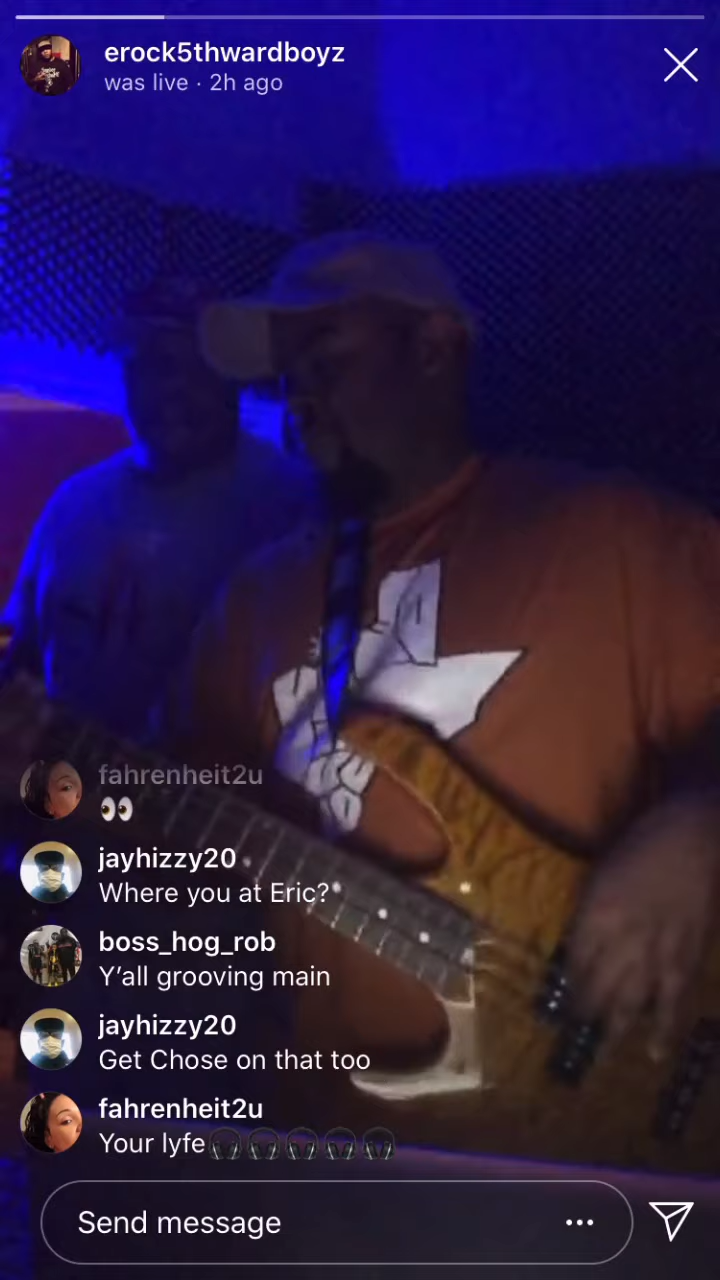 erock5thwardboyz
was live · 2h ago
fahrenheit2u
👀
jayhizzy20
Where you at Eric?
boss_hog_rob
Y’all grooving main
jayhizzy20
Get Chose on that too
fahrenheit2u
Your lyfe🎧🎧🎧🎧🎧
Send message